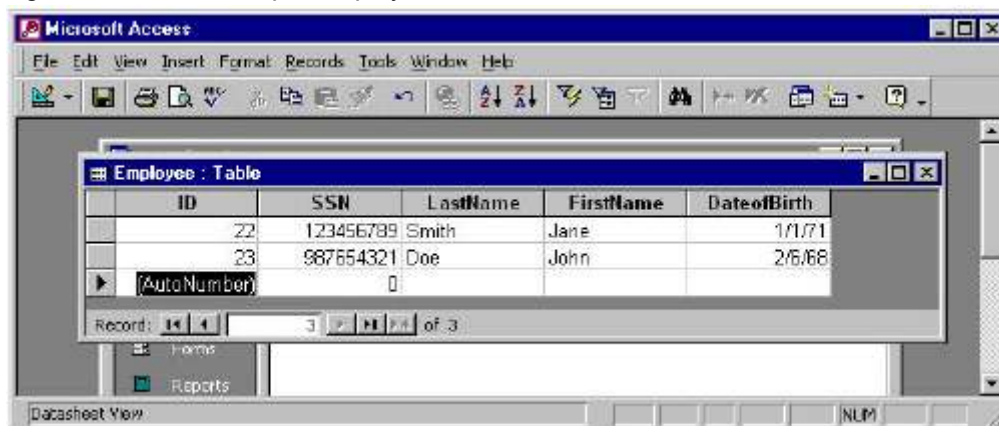 Microsoft Access
File Edit View Insert Format Records Tools Window Help
Employee : Table
ID SSN LastName FirstName DateofBirth
22 123456789 Smith Jane 1/1/71
23 987654321 Doe John 2/6/68
(AutoNumber) 0
Record: 3 of 3
Forms
Reports
Datasheet View NUM